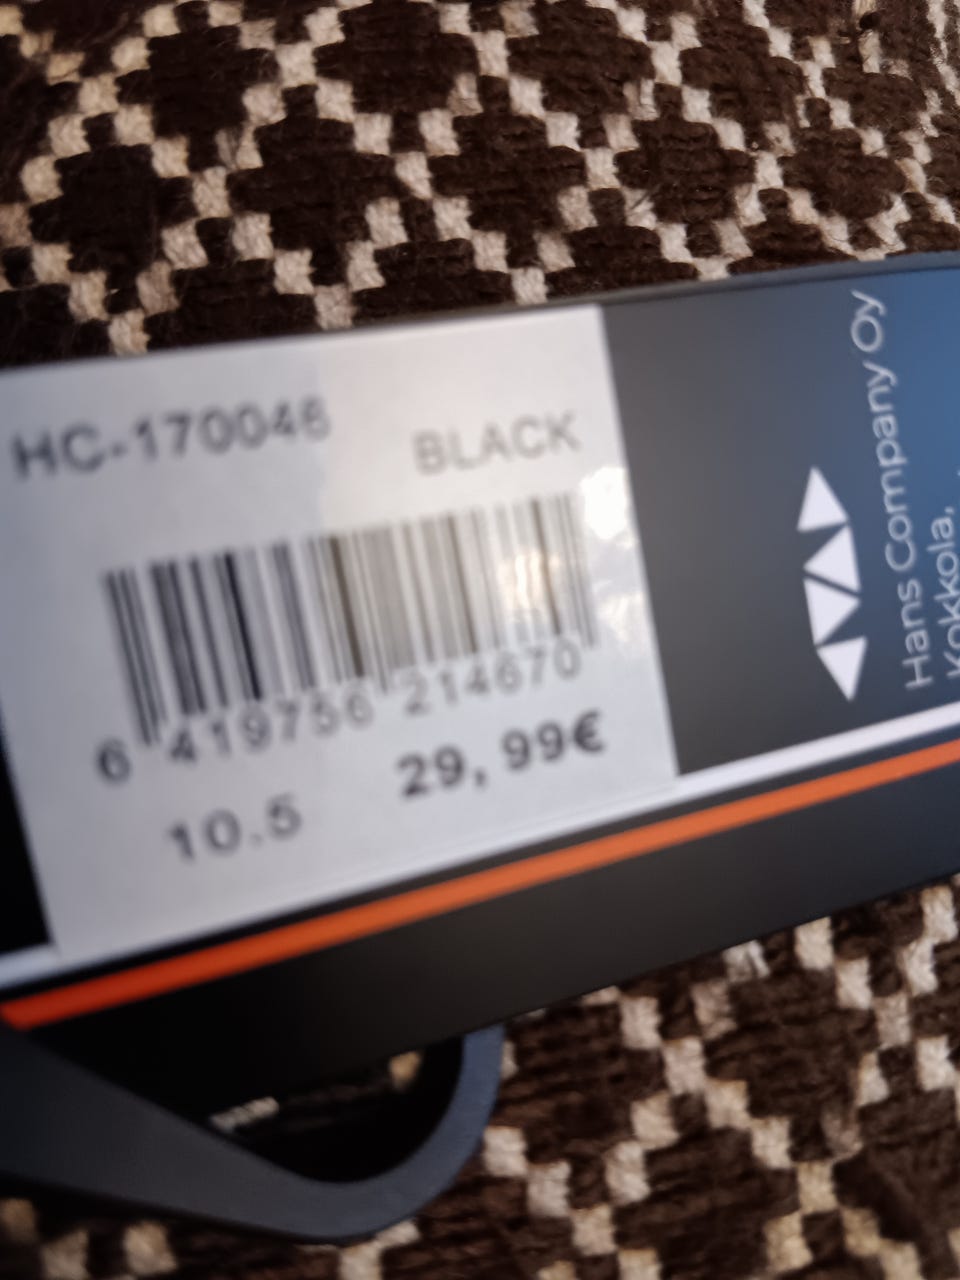 HC-170046
BLACK
6 419756 214670
29,99€
10.5
Hans Company Oy
Kokkola,